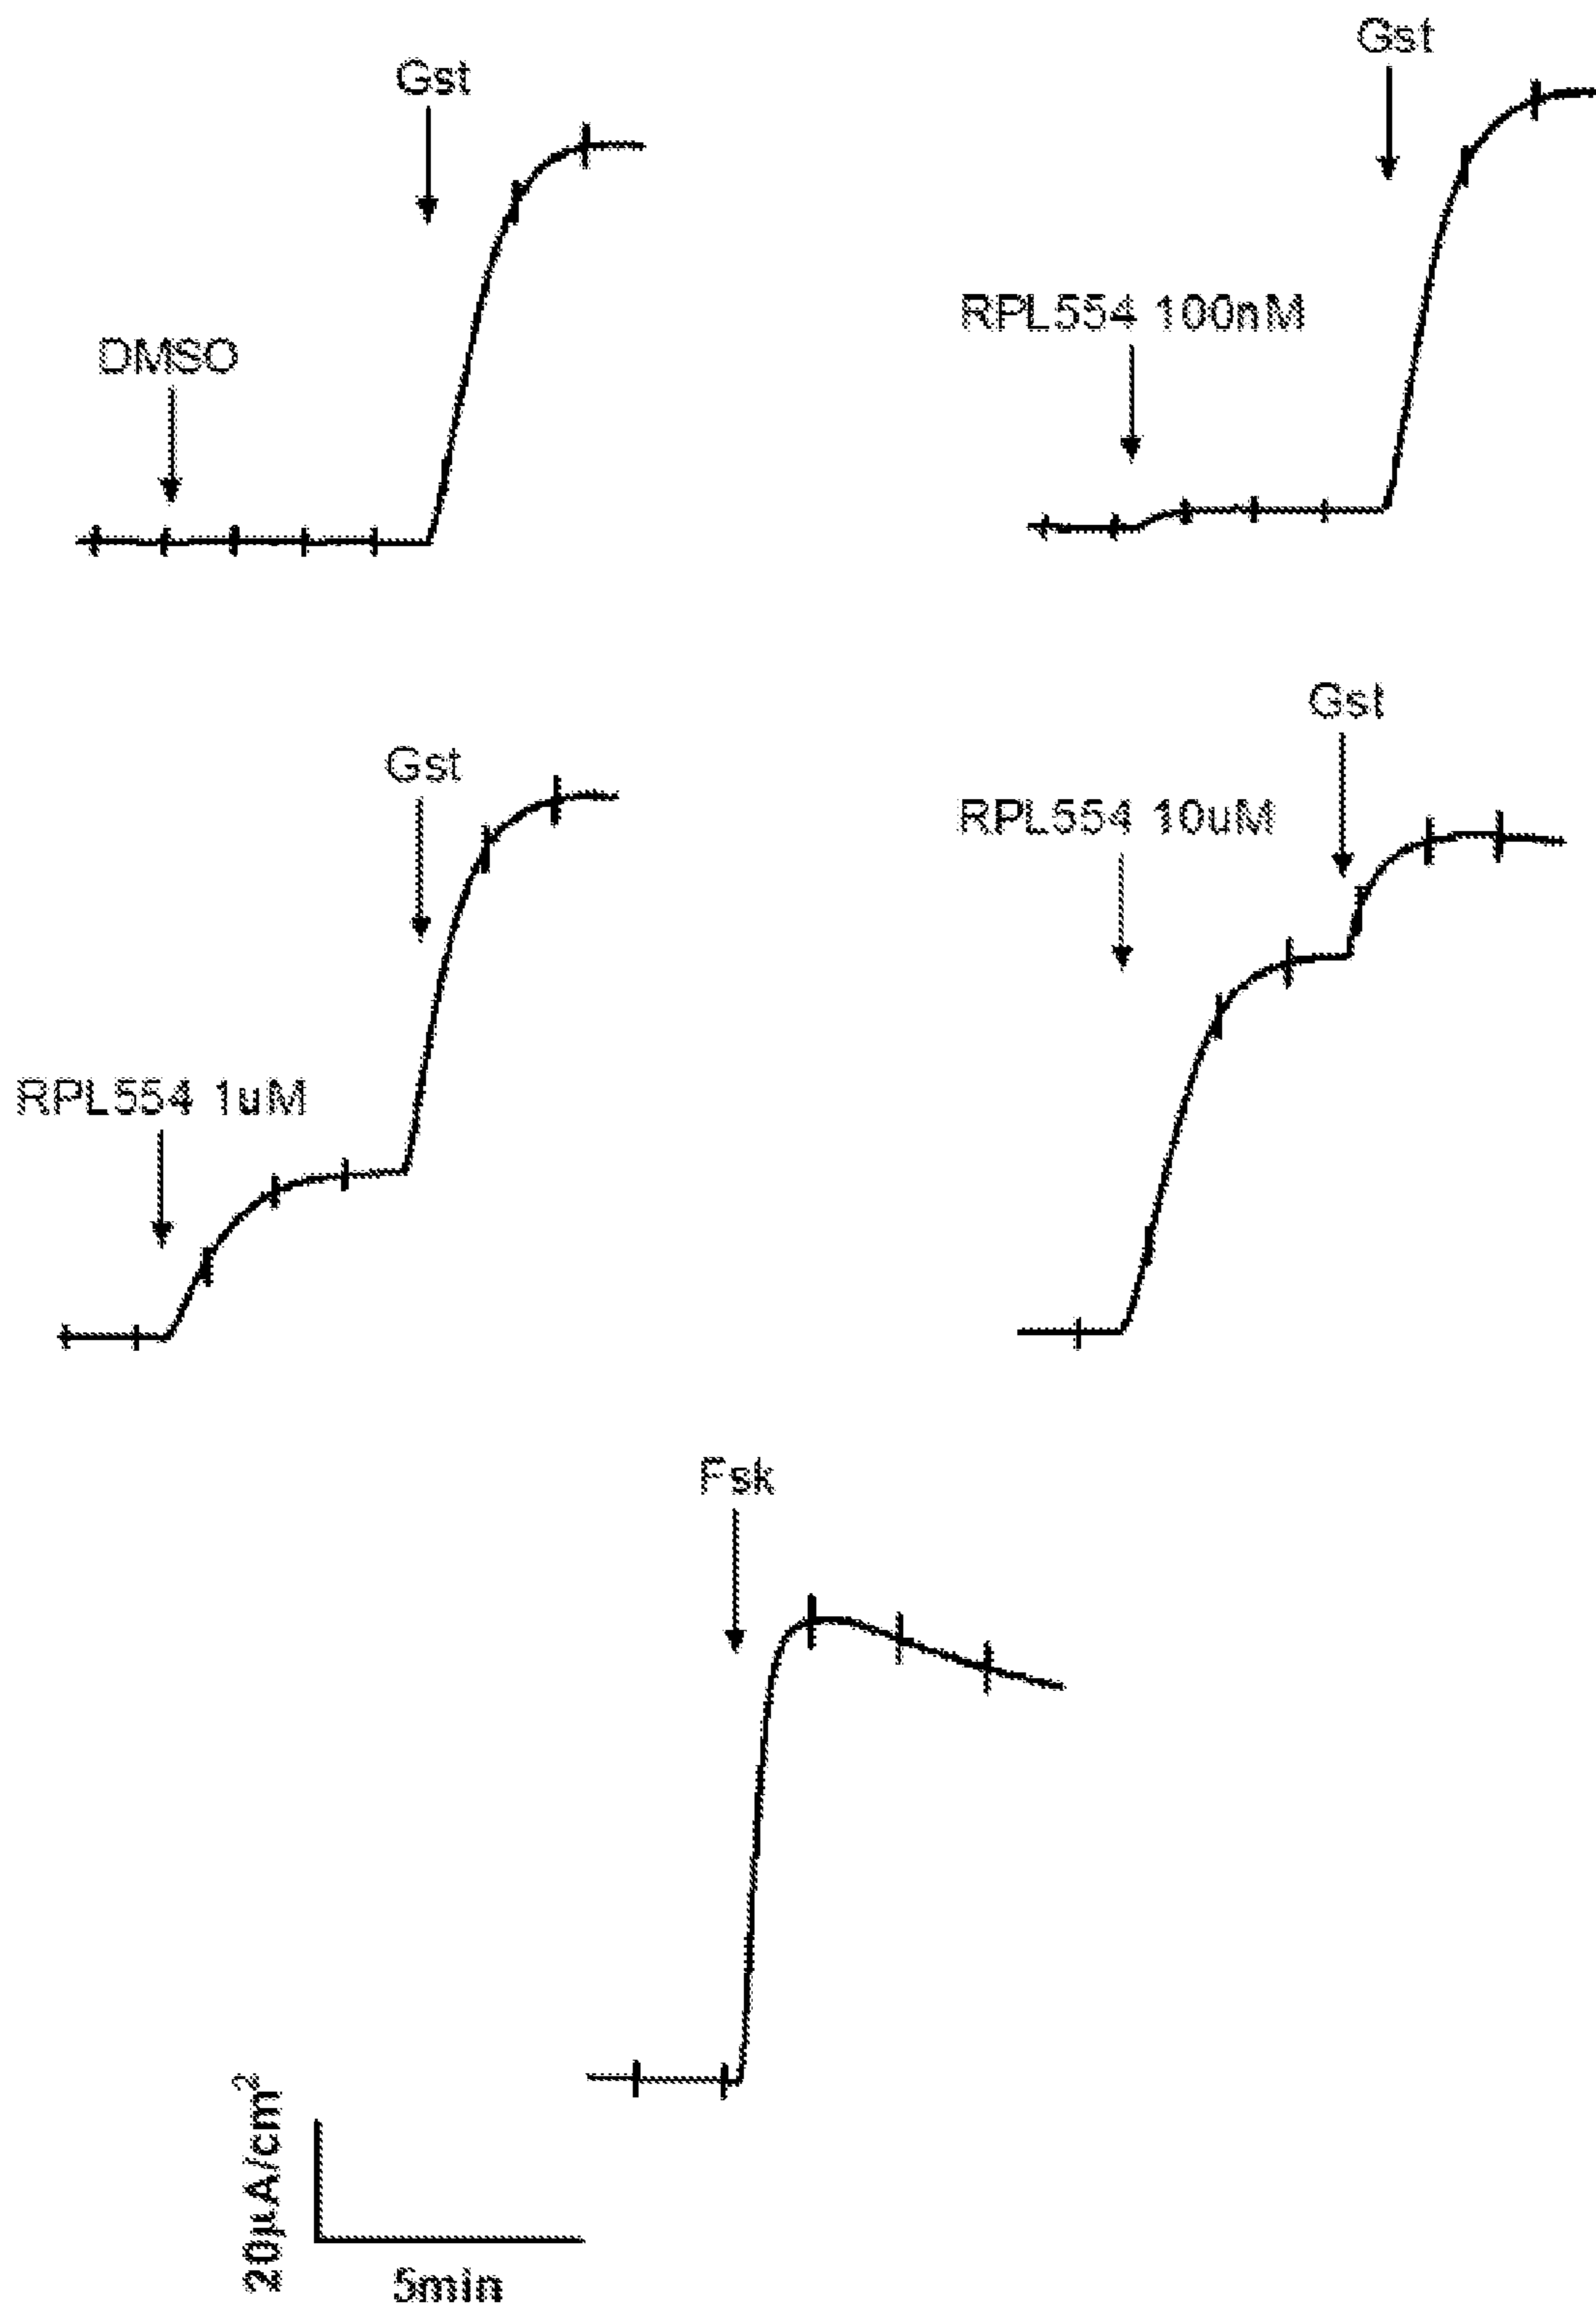 Gst
Gst
RPL554 100nM
DMSO
Gst
Gst
RPL554 10uM
RPL554 1uM
Fsk
20µA/cm²
5min